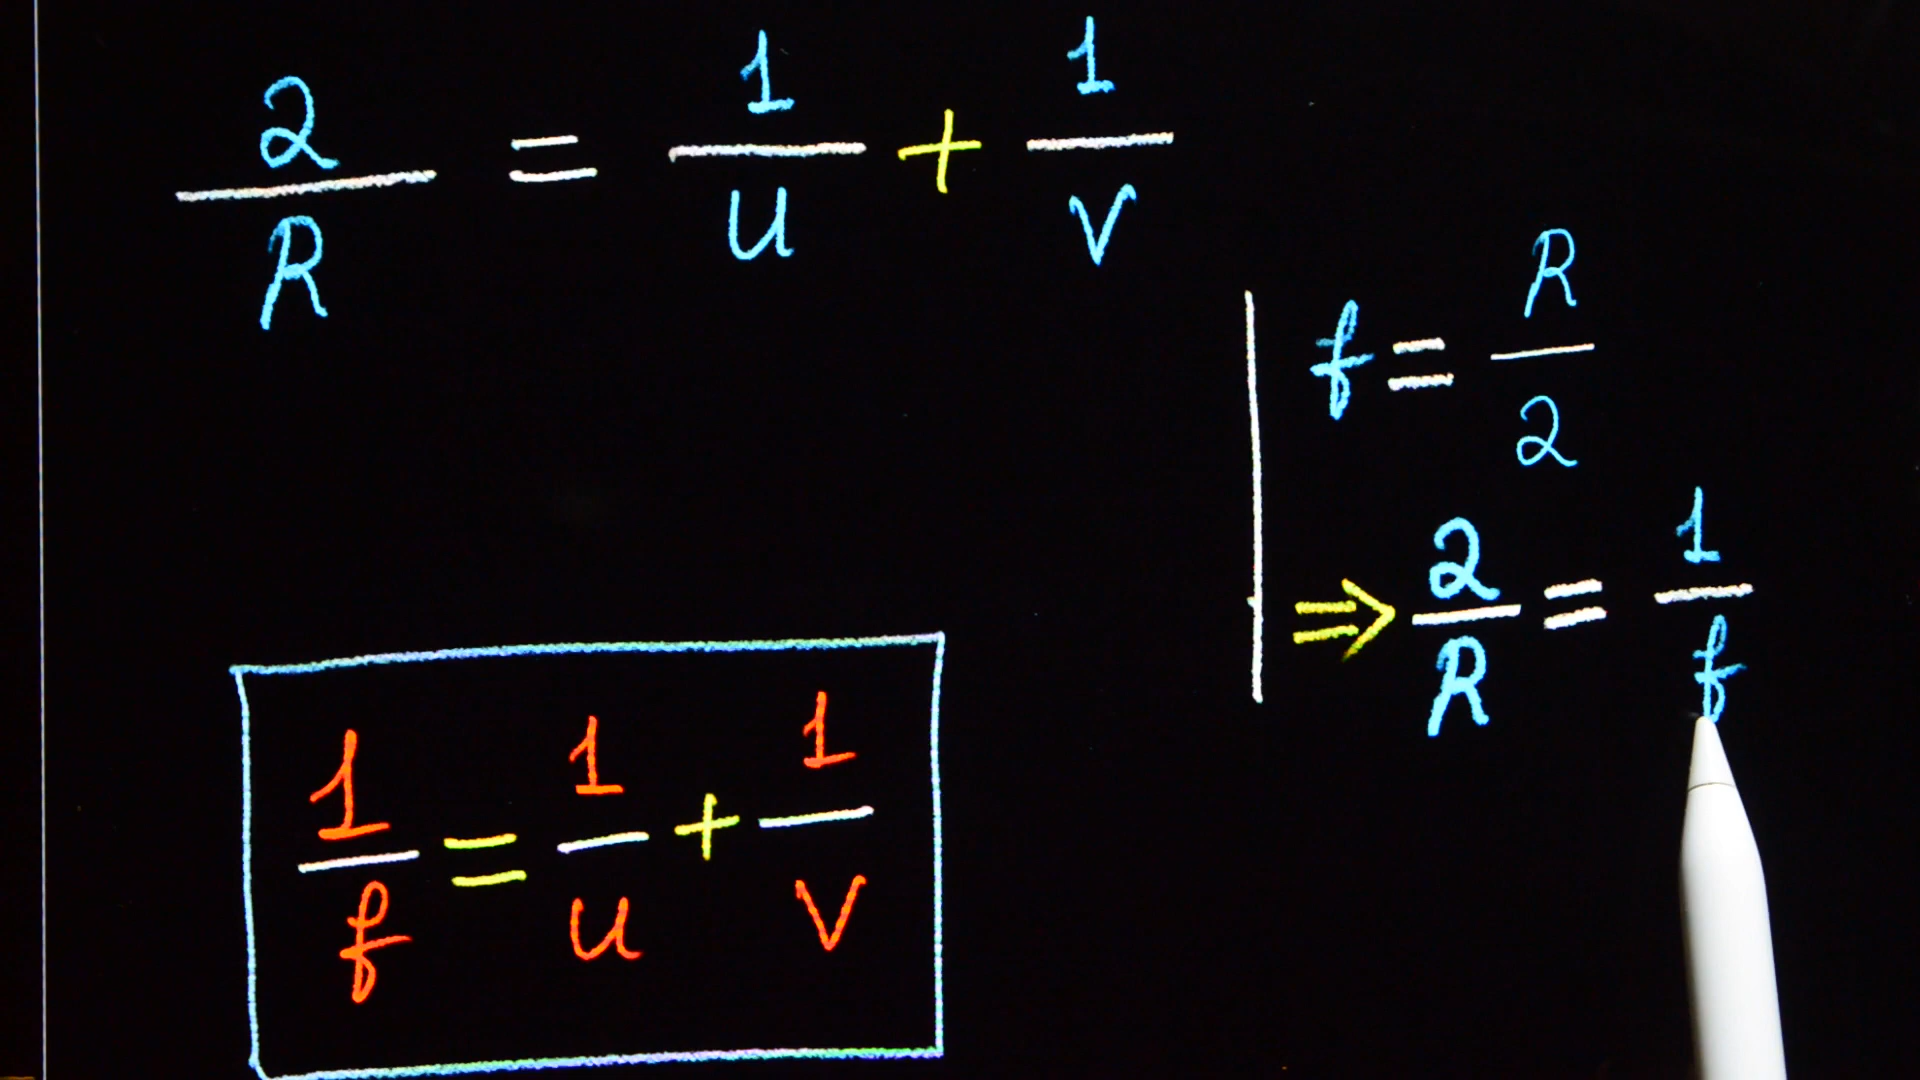 2/R = 1/u + 1/v
f = R/2
⇒ 2/R = 1/f
1/f = 1/u + 1/v